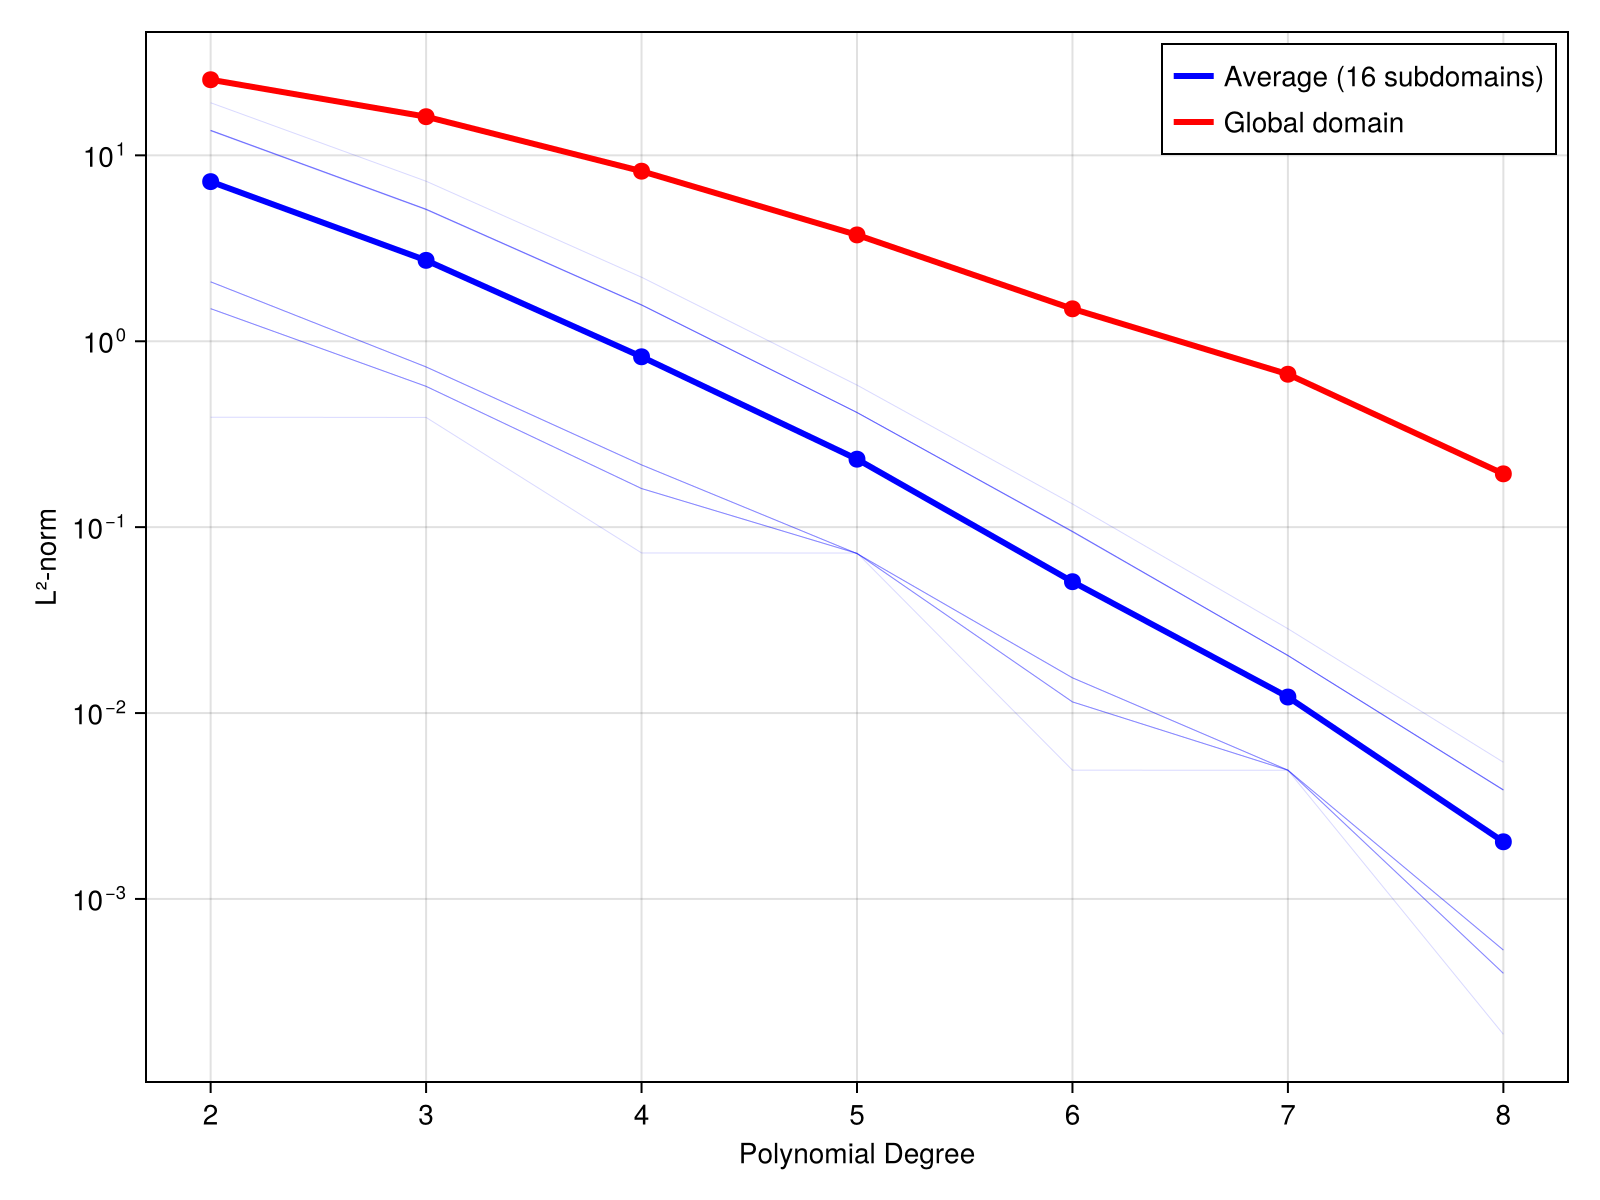 Average (16 subdomains)
Global domain
10¹
10⁰
10⁻¹
10⁻²
10⁻³
L²-norm
2 3 4 5 6 7 8
Polynomial Degree